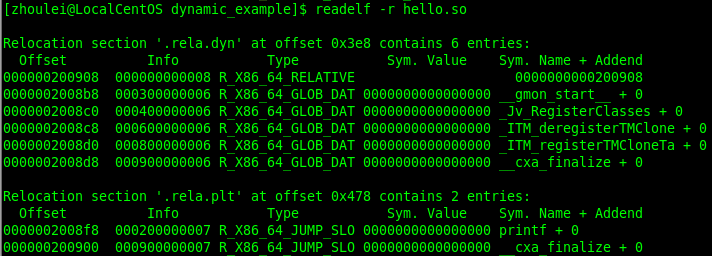 [zhoulei@LocalCentOS dynamic_example]$ readelf -r hello.so
Relocation section '.rela.dyn' at offset 0x3e8 contains 6 entries:
  Offset          Info           Type           Sym. Value    Sym. Name + Addend
000000200908  000000000008 R_X86_64_RELATIVE                    0000000000200908
0000002008b8  000300000006 R_X86_64_GLOB_DAT 0000000000000000 __gmon_start__ + 0
0000002008c0  000400000006 R_X86_64_GLOB_DAT 0000000000000000 _Jv_RegisterClasses + 0
0000002008c8  000600000006 R_X86_64_GLOB_DAT 0000000000000000 _ITM_deregisterTMClone + 0
0000002008d0  000800000006 R_X86_64_GLOB_DAT 0000000000000000 _ITM_registerTMCloneTa + 0
0000002008d8  000900000006 R_X86_64_GLOB_DAT 0000000000000000 __cxa_finalize + 0
Relocation section '.rela.plt' at offset 0x478 contains 2 entries:
  Offset          Info           Type           Sym. Value    Sym. Name + Addend
0000002008f8  000200000007 R_X86_64_JUMP_SLO 0000000000000000 printf + 0
000000200900  000900000007 R_X86_64_JUMP_SLO 0000000000000000 __cxa_finalize + 0